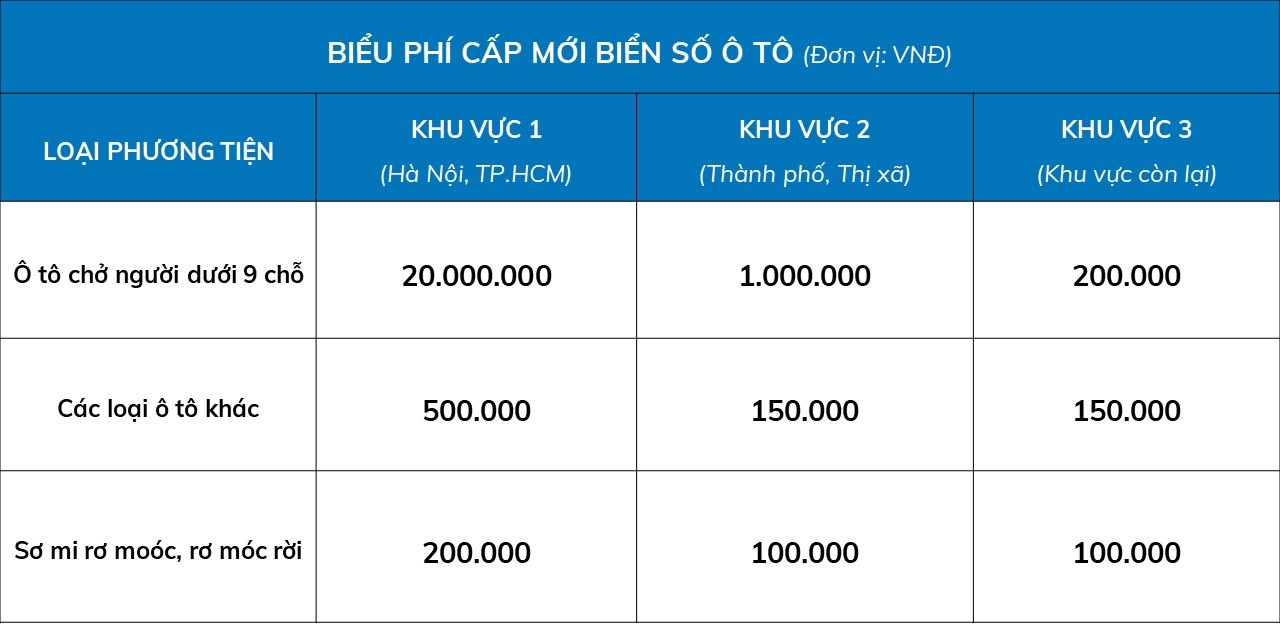 BIỂU PHÍ CẤP MỚI BIỂN SỐ Ô TÔ (Đơn vị: VNĐ)
LOẠI PHƯƠNG TIỆN
KHU VỰC 1
(Hà Nội, TP.HCM)
KHU VỰC 2
(Thành phố, Thị xã)
KHU VỰC 3
(Khu vực còn lại)
Ô tô chở người dưới 9 chỗ
20.000.000
1.000.000
200.000
Các loại ô tô khác
500.000
150.000
150.000
Sơ mi rơ moóc, rơ móc rời
200.000
100.000
100.000